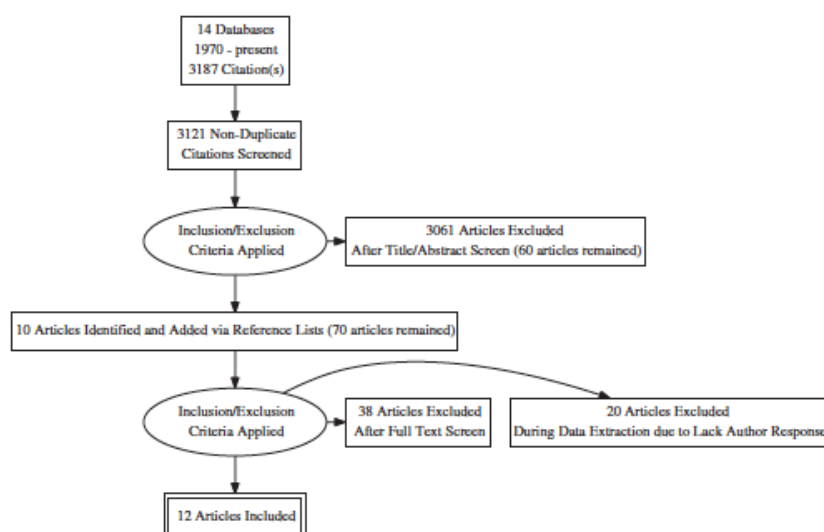 14 Databases
1970 - present
3187 Citation(s)
3121 Non-Duplicate
Citations Screened
Inclusion/Exclusion
Criteria Applied
3061 Articles Excluded
After Title/Abstract Screen (60 articles remained)
10 Articles Identified and Added via Reference Lists (70 articles remained)
Inclusion/Exclusion
Criteria Applied
38 Articles Excluded
After Full Text Screen
20 Articles Excluded
During Data Extraction due to Lack Author Response
12 Articles Included